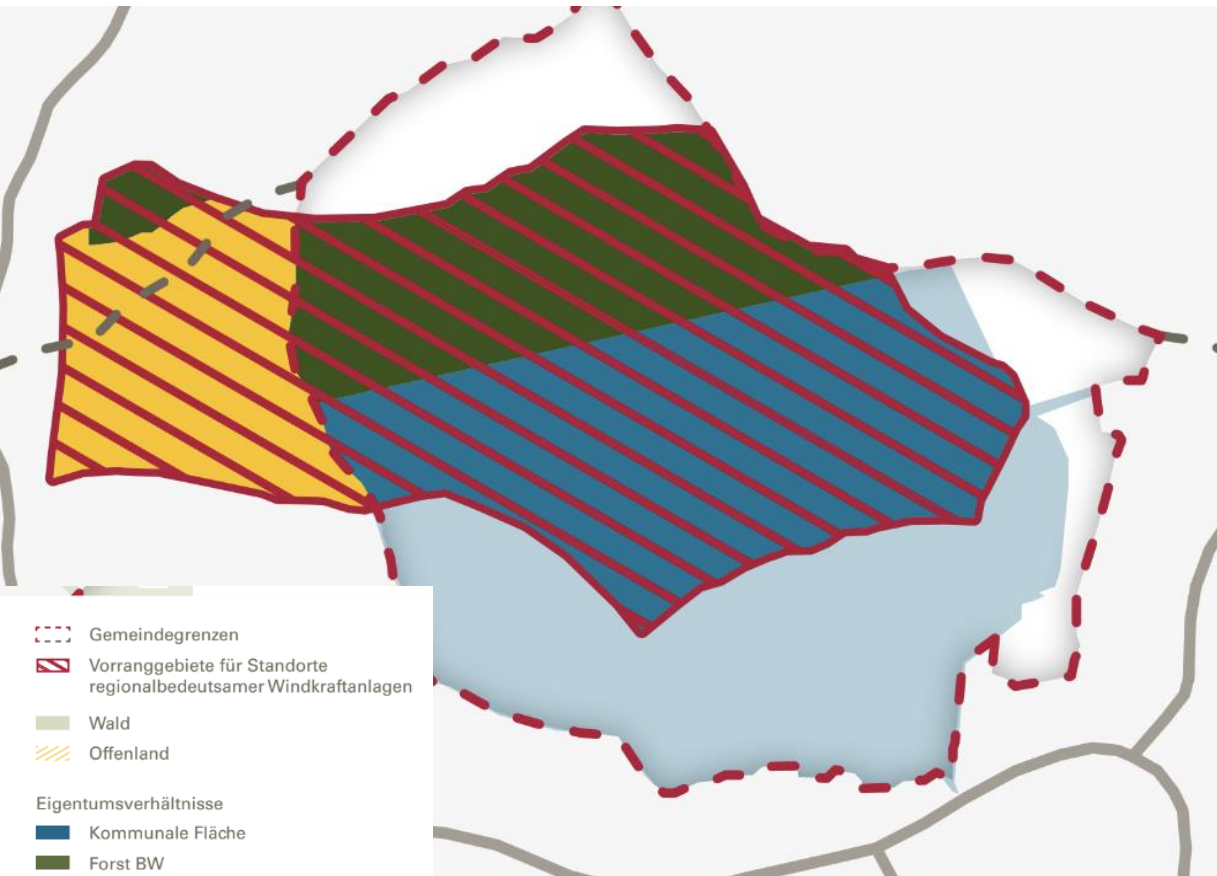 Gemeindegrenzen
Vorranggebiete für Standorte
regionalbedeutsamer Windkraftanlagen
Wald
Offenland
Eigentumsverhältnisse
Kommunale Fläche
Forst BW